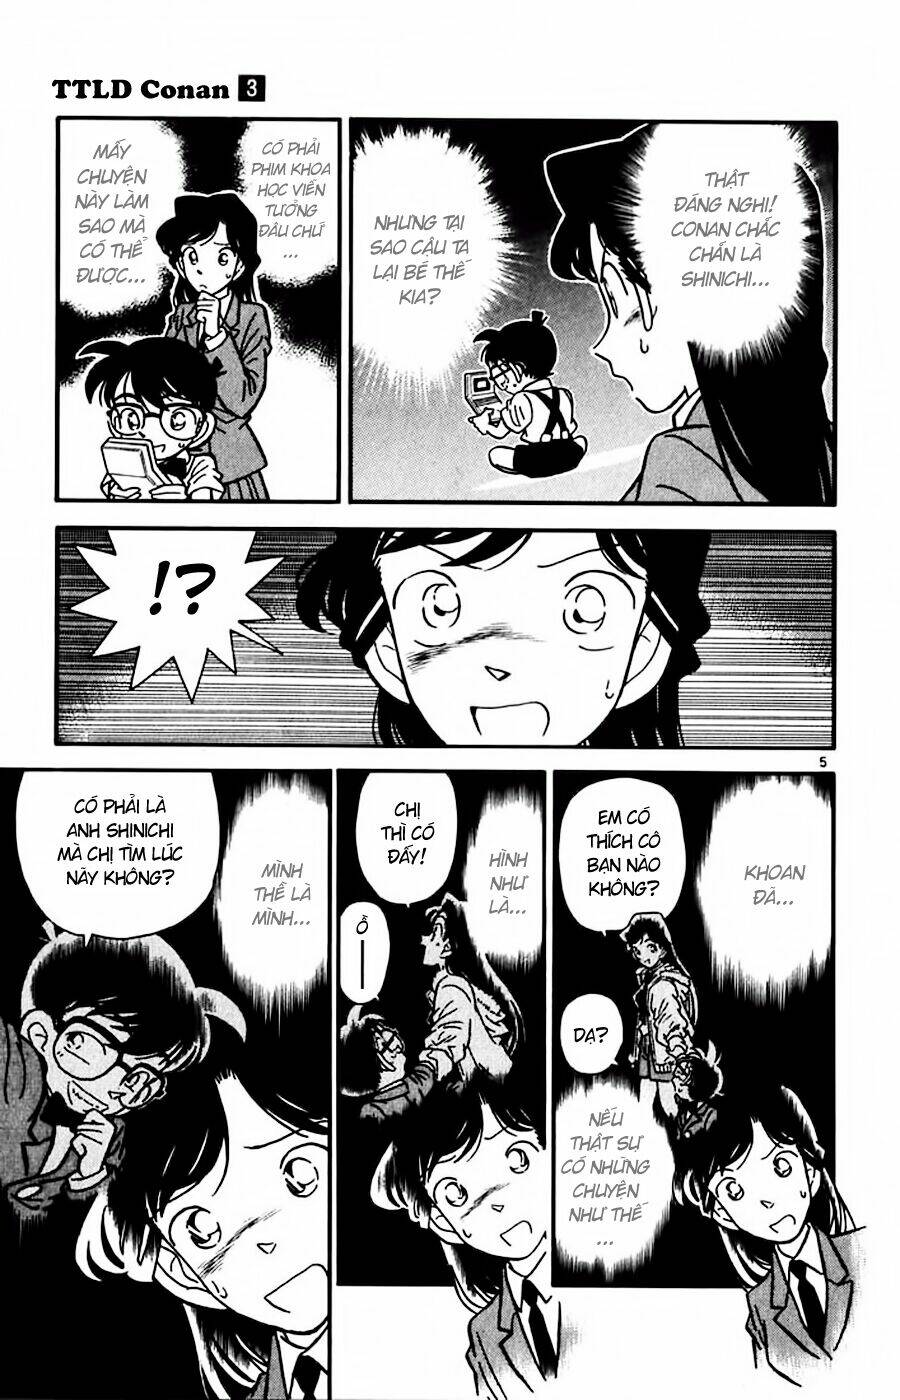 TTLD Conan 3
THẬT
ĐÁNG NGHI!
CONAN CHẮC
CHẮN LÀ
SHINICHI...
NHƯNG TẠI
SAO CẬU TA
LẠI BÉ THẾ
KIA?
CÓ PHẢI
PHIM KHOA
HỌC VIỄN
TƯỞNG
ĐÂU CHỨ
...
MẤY
CHUYỆN
NÀY LÀM
SAO MÀ
CÓ THỂ
ĐƯỢC...
!?
5
KHOAN
ĐÃ...
EM CÓ
THÍCH CÔ
BẠN NÀO
KHÔNG?
DẠ?
NẾU
THẬT SỰ
CÓ NHỮNG
CHUYỆN
NHƯ THẾ
...
HÌNH
NHƯ
LÀ...
CHỊ
THÌ CÓ
ĐẤY!
Ồ
—
MÌNH
THỀ LÀ
MÌNH...
CÓ PHẢI LÀ
ANH SHINICHI
MÀ CHỊ TÌM LÚC
NÀY KHÔNG?